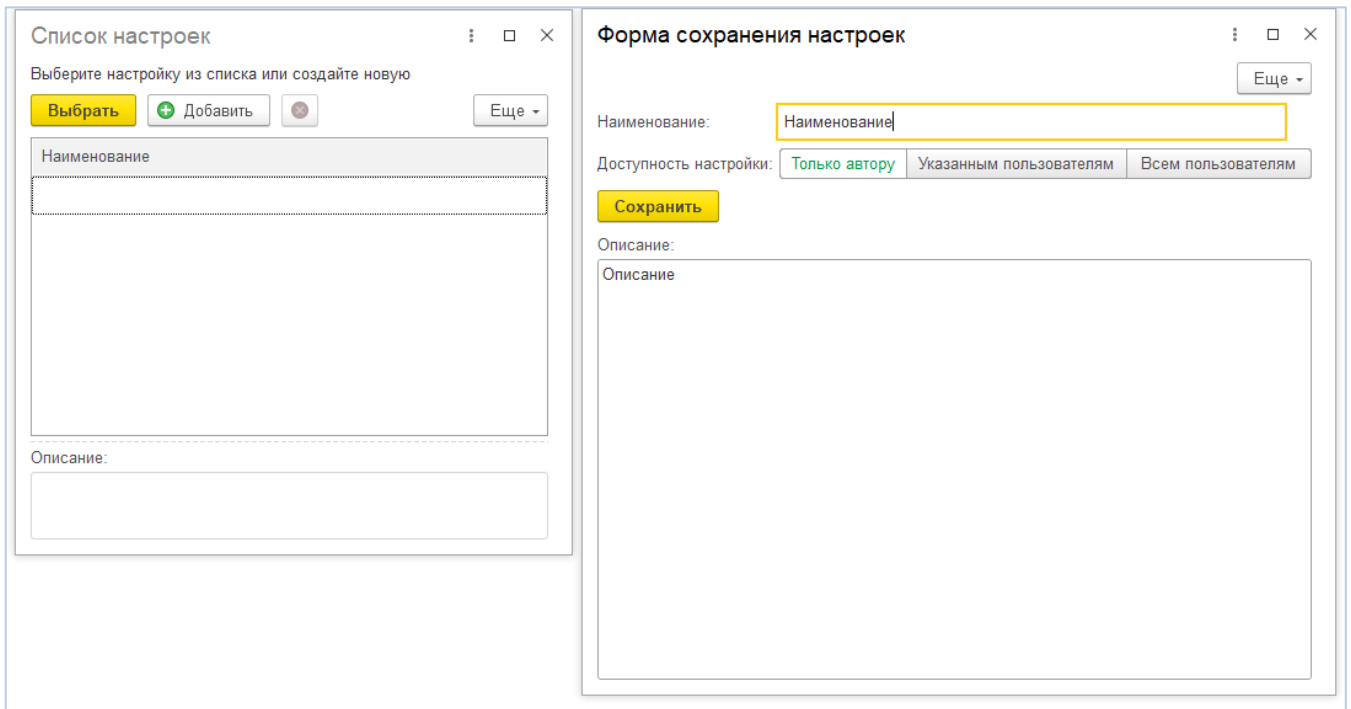 Список настроек
Выберите настройку из списка или создайте новую
Выбрать Добавить Еще
Наименование
Описание:
Форма сохранения настроек
Еще
Наименование: Наименование
Доступность настройки: Только автору Указанным пользователям Всем пользователям
Сохранить
Описание:
Описание